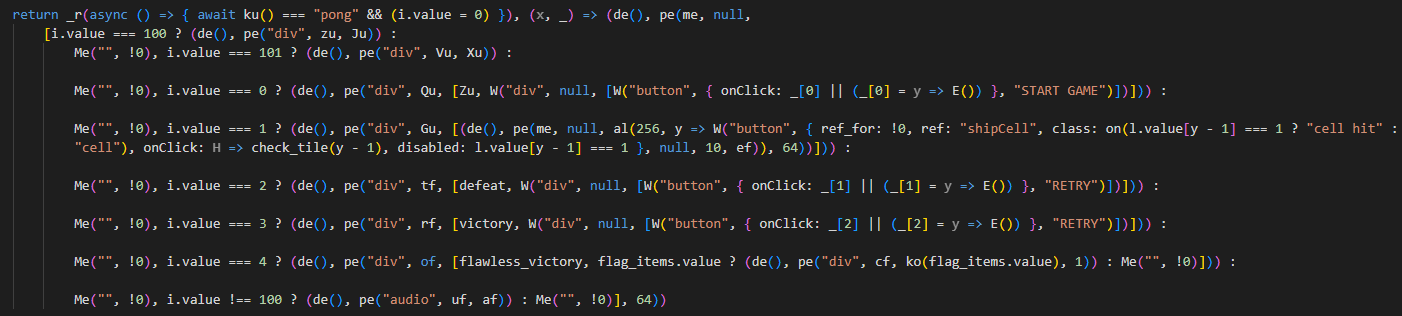 return _r(async () => { await ku() === "pong" && (i.value = 0) }), (x, _) => (de(), pe(me, null,
[i.value === 100 ? (de(), pe("div", zu, Ju)) :
Me("", !0), i.value === 101 ? (de(), pe("div", Vu, Xu)) :
Me("", !0), i.value === 0 ? (de(), pe("div", Qu, [Zu, W("div", null, [W("button", { onClick: _[0] || (_[0] = y => E()) }, "START GAME")])])) :
Me("", !0), i.value === 1 ? (de(), pe("div", Gu, [(de(), pe(me, null, al(256, y => W("button", { ref_for: !0, ref: "shipCell", class: on(l.value[y - 1] === 1 ? "cell hit" :
"cell"), onClick: H => check_tile(y - 1), disabled: l.value[y - 1] === 1 }, null, 10, ef)), 64))])) :
Me("", !0), i.value === 2 ? (de(), pe("div", tf, [defeat, W("div", null, [W("button", { onClick: _[1] || (_[1] = y => E()) }, "RETRY")])])) :
Me("", !0), i.value === 3 ? (de(), pe("div", rf, [victory, W("div", null, [W("button", { onClick: _[2] || (_[2] = y => E()) }, "RETRY")])])) :
Me("", !0), i.value === 4 ? (de(), pe("div", of, [flawless_victory, flag_items.value ? (de(), pe("div", cf, ko(flag_items.value), 1)) : Me("", !0)])) :
Me("", !0), i.value !== 100 ? (de(), pe("audio", uf, af)) : Me("", !0)], 64))